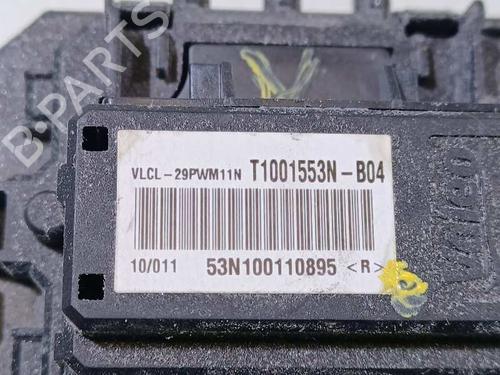 B-PARTS
VLCL-29PWM11N T1001553N-B04
10/011 53N100110895 <R>
Valeo